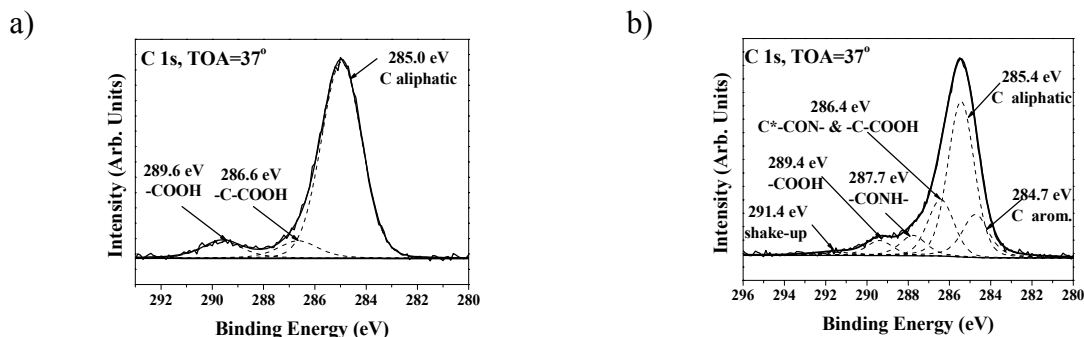 a)
C 1s, TOA=37°
285.0 eV
C aliphatic
289.6 eV
-COOH
286.6 eV
-C-COOH
Intensity (Arb. Units)
292 290 288 286 284 282 280
Binding Energy (eV)
b)
C 1s, TOA=37°
285.4 eV
C aliphatic
286.4 eV
C*-CON- & -C-COOH
289.4 eV
-COOH
287.7 eV
-CONH-
291.4 eV
shake-up
284.7 eV
C arom.
Intensity (Arb. Units)
296 294 292 290 288 286 284 282 280
Binding Energy (eV)